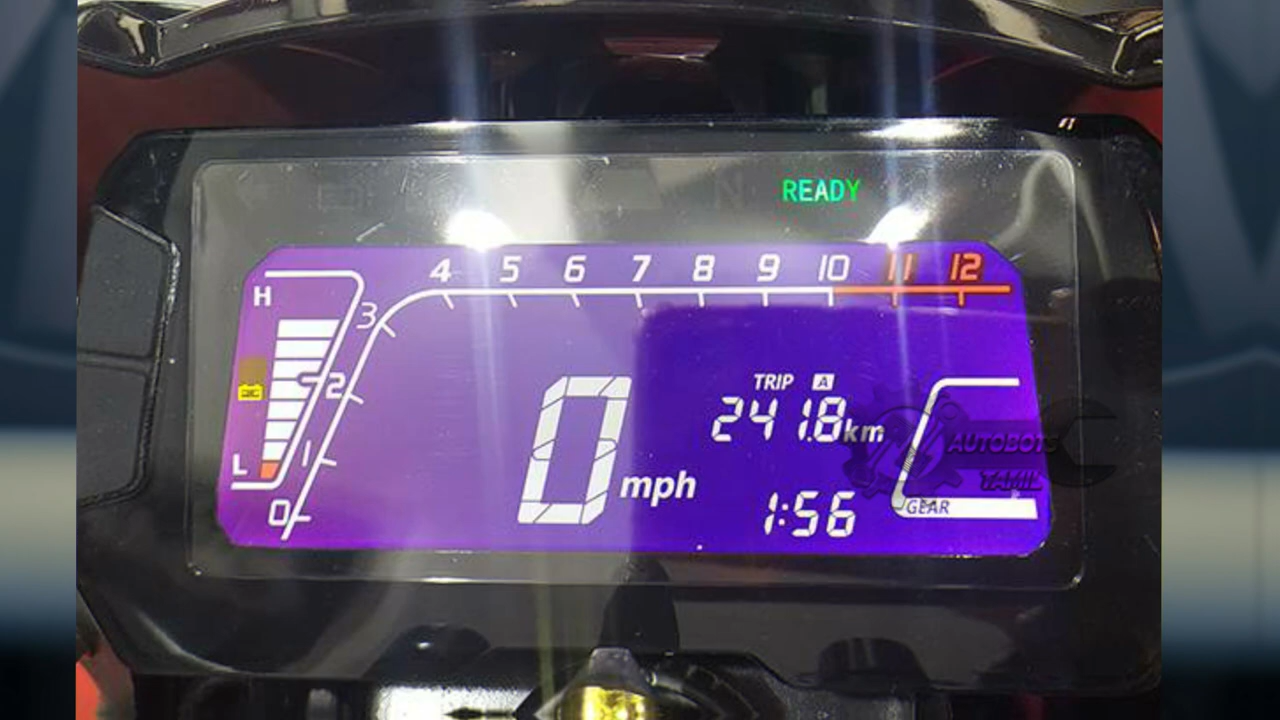 READY
4 5 6 7 8 9 10 11 12
H
3
2
TRIP A
241.8km
1
L
0
mph
0
1:56
GEAR
AUTOBOTS
TAMIL